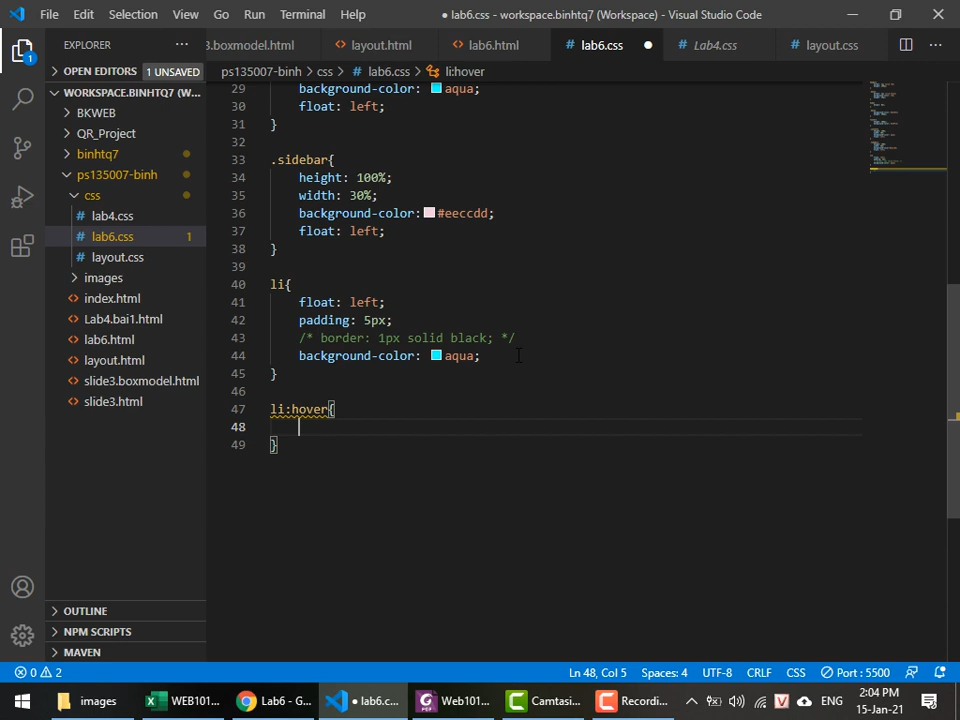 File Edit Selection View Go Run Terminal Help
● lab6.css - workspace.binhtq7 (Workspace) - Visual Studio Code
EXPLORER ···
3.boxmodel.html <> layout.html <> lab6.html # lab6.css ● # Lab4.css # layout.css ···
OPEN EDITORS 1 UNSAVED
ps135007-binh > css > # lab6.css > li:hover
WORKSPACE.BINHTQ7 (W...
BKWEB
QR_Project
binhtq7
ps135007-binh
css
# lab4.css
# lab6.css 1
# layout.css
images
<> index.html
<> Lab4.bai1.html
<> lab6.html
<> layout.html
<> slide3.boxmodel.html
<> slide3.html
OUTLINE
NPM SCRIPTS
MAVEN
1
29 background-color: aqua;
30 float: left;
31 }
32
33 .sidebar{
34 height: 100%;
35 width: 30%;
36 background-color: #eeccdd;
37 float: left;
38 }
39
40 li{
41 float: left;
42 padding: 5px;
43 /* border: 1px solid black; */
44 background-color: aqua;
45 }
46
47 li:hover{
48
49 }
0 2 Ln 48, Col 5 Spaces: 4 UTF-8 CRLF CSS Port : 5500
images WEB101... Lab6 - G... ● lab6.c... Web101... Camtasi... Recordi... ENG 2:04 PM
15-Jan-21